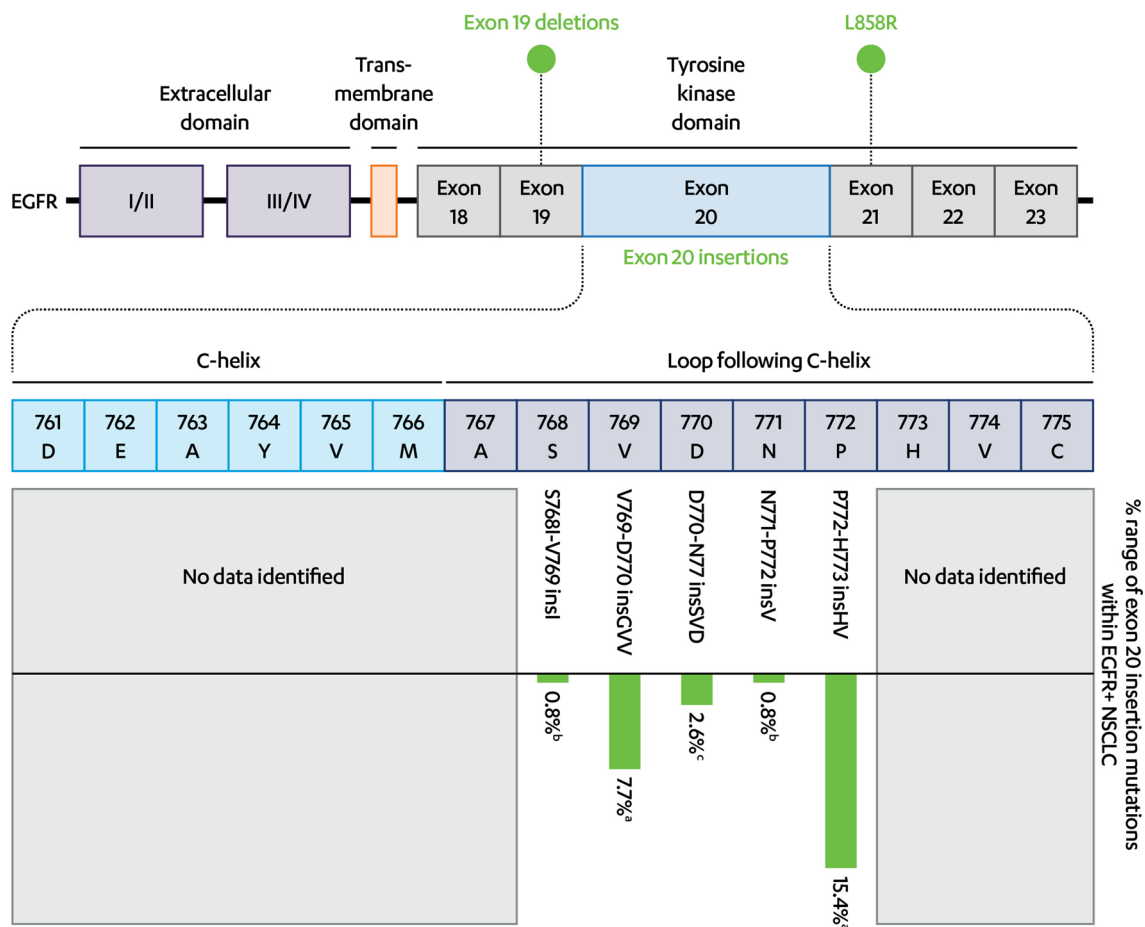 Exon 19 deletions
L858R
Extracellular
domain
Trans-
membrane
domain
Tyrosine
kinase
domain
EGFR
I/II
III/IV
Exon
18
Exon
19
Exon
20
Exon
21
Exon
22
Exon
23
Exon 20 insertions
C-helix
Loop following C-helix
761 762 763 764 765 766 767 768 769 770 771 772 773 774 775
D E A Y V M A S V D N P H V C
No data identified
S768I-V769 insI
V769-D770 insGVV
D770-N77 insSVD
N771-P772 insV
P772-H773 insHV
No data identified
0.8%ᵇ
7.7%ᵃ
2.6%ᶜ
0.8%ᵇ
15.4%ᵃ
% range of exon 20 insertion mutations
within EGFR+ NSCLC